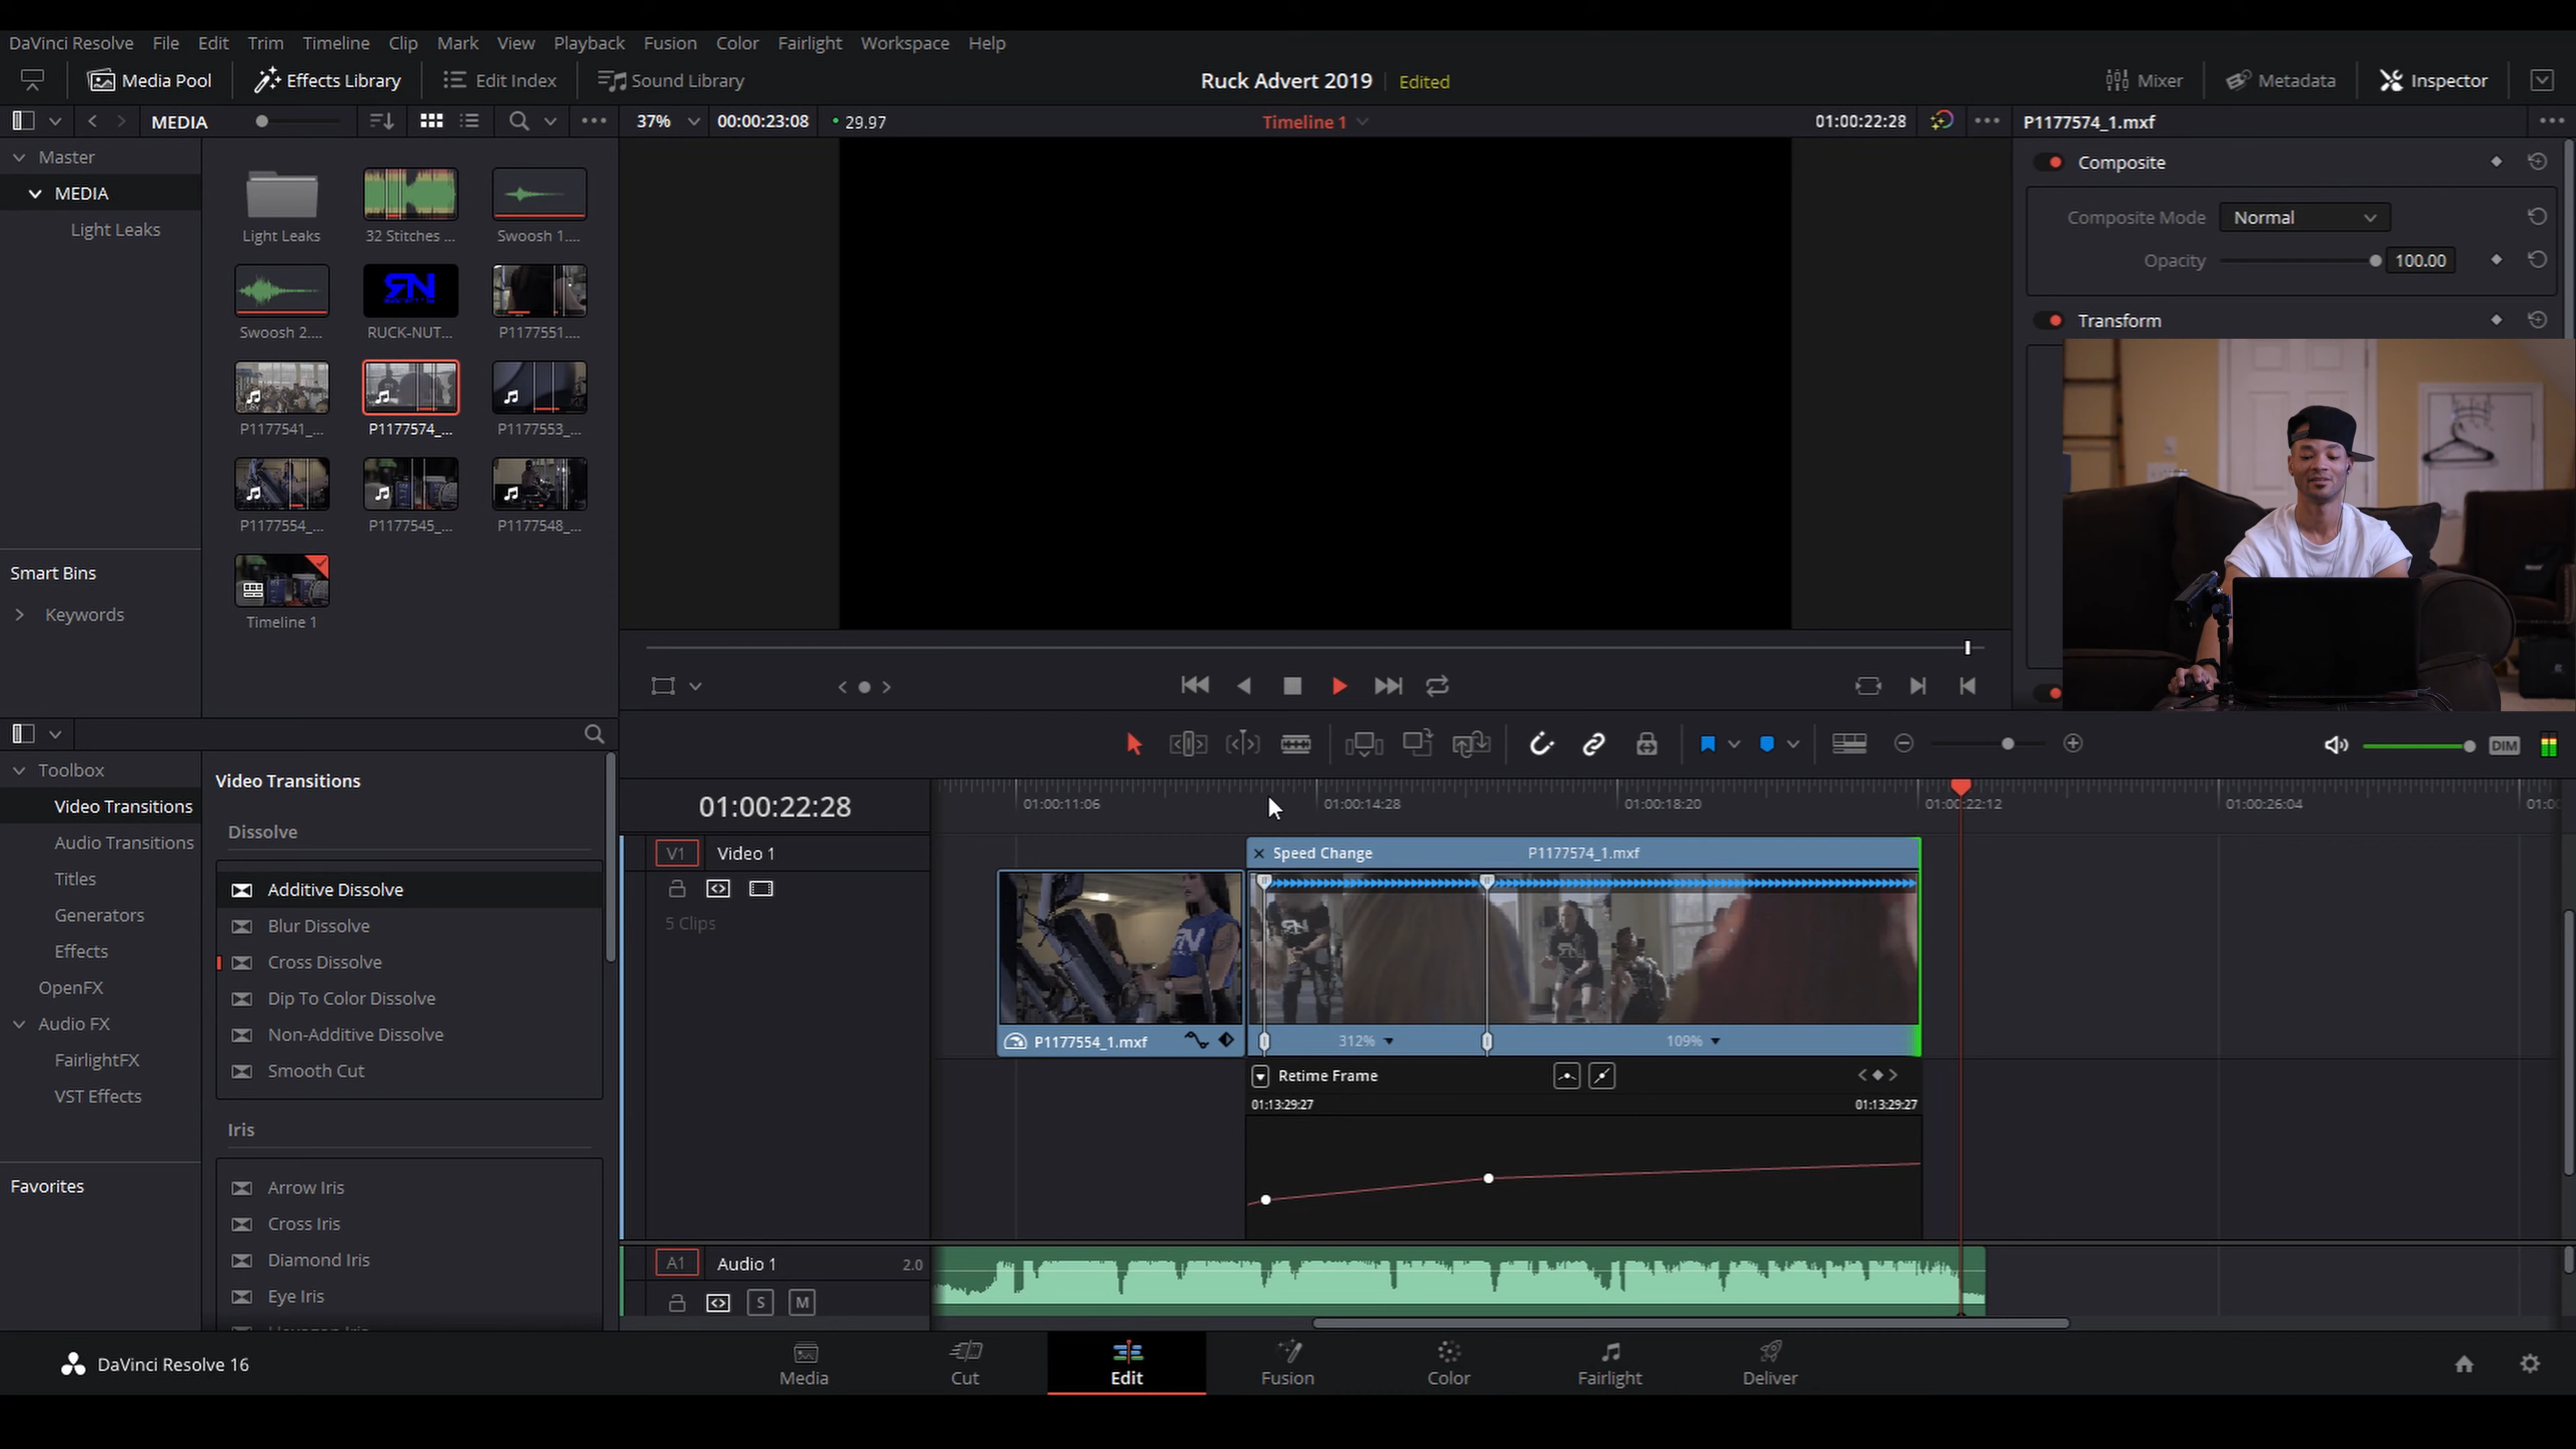 DaVinci Resolve File Edit Trim Timeline Clip Mark View Playback Fusion Color Fairlight Workspace Help
Media Pool Effects Library Edit Index Sound Library Ruck Advert 2019 Edited Mixer Metadata Inspector
MEDIA 37% 00:00:23:08 29.97 Timeline 1 01:00:22:28 P1177574_1.mxf
Master
MEDIA
Light Leaks
Light Leaks 32 Stitches ... Swoosh 1....
RN
Swoosh 2.... RUCK-NUT... P1177551....
P1177541_... P1177574_... P1177553_...
P1177554_... P1177545_... P1177548_...
Timeline 1
Smart Bins
Keywords
Composite
Composite Mode Normal
Opacity 100.00
Transform
DIM
Toolbox
Video Transitions
Audio Transitions
Titles
Generators
Effects
OpenFX
Audio FX
FairlightFX
VST Effects
Favorites
Video Transitions
Dissolve
Additive Dissolve
Blur Dissolve
Cross Dissolve
Dip To Color Dissolve
Non-Additive Dissolve
Smooth Cut
Iris
Arrow Iris
Cross Iris
Diamond Iris
Eye Iris
01:00:22:28 01:00:11:06 01:00:14:28 01:00:18:20 01:00:22:12 01:00:26:04
V1 Video 1
5 Clips
Speed Change P1177574_1.mxf
RN
P1177554_1.mxf 312% 109%
Retime Frame
01:13:29:27 01:13:29:27
A1 Audio 1 2.0
S M
DaVinci Resolve 16 Media Cut Edit Fusion Color Fairlight Deliver